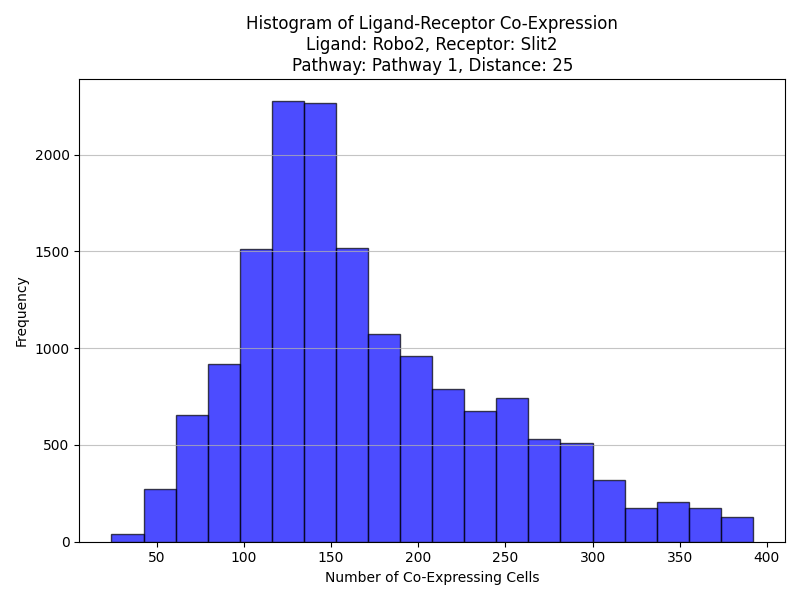 Histogram of Ligand-Receptor Co-Expression
Ligand: Robo2, Receptor: Slit2
Pathway: Pathway 1, Distance: 25
Frequency
2000
1500
1000
500
0
50 100 150 200 250 300 350 400
Number of Co-Expressing Cells